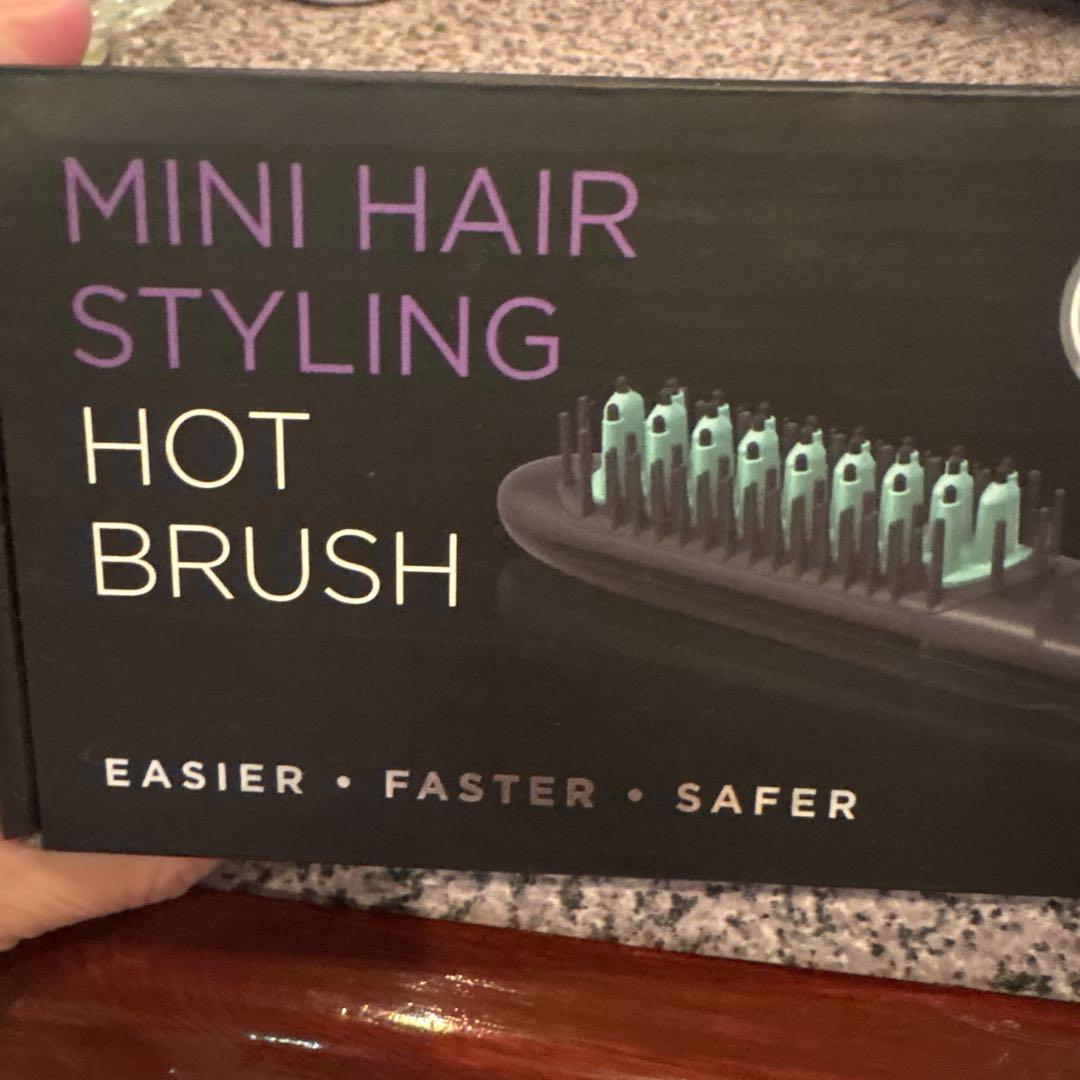 MINI HAIR
STYLING
HOT
BRUSH
EASIER • FASTER • SAFER